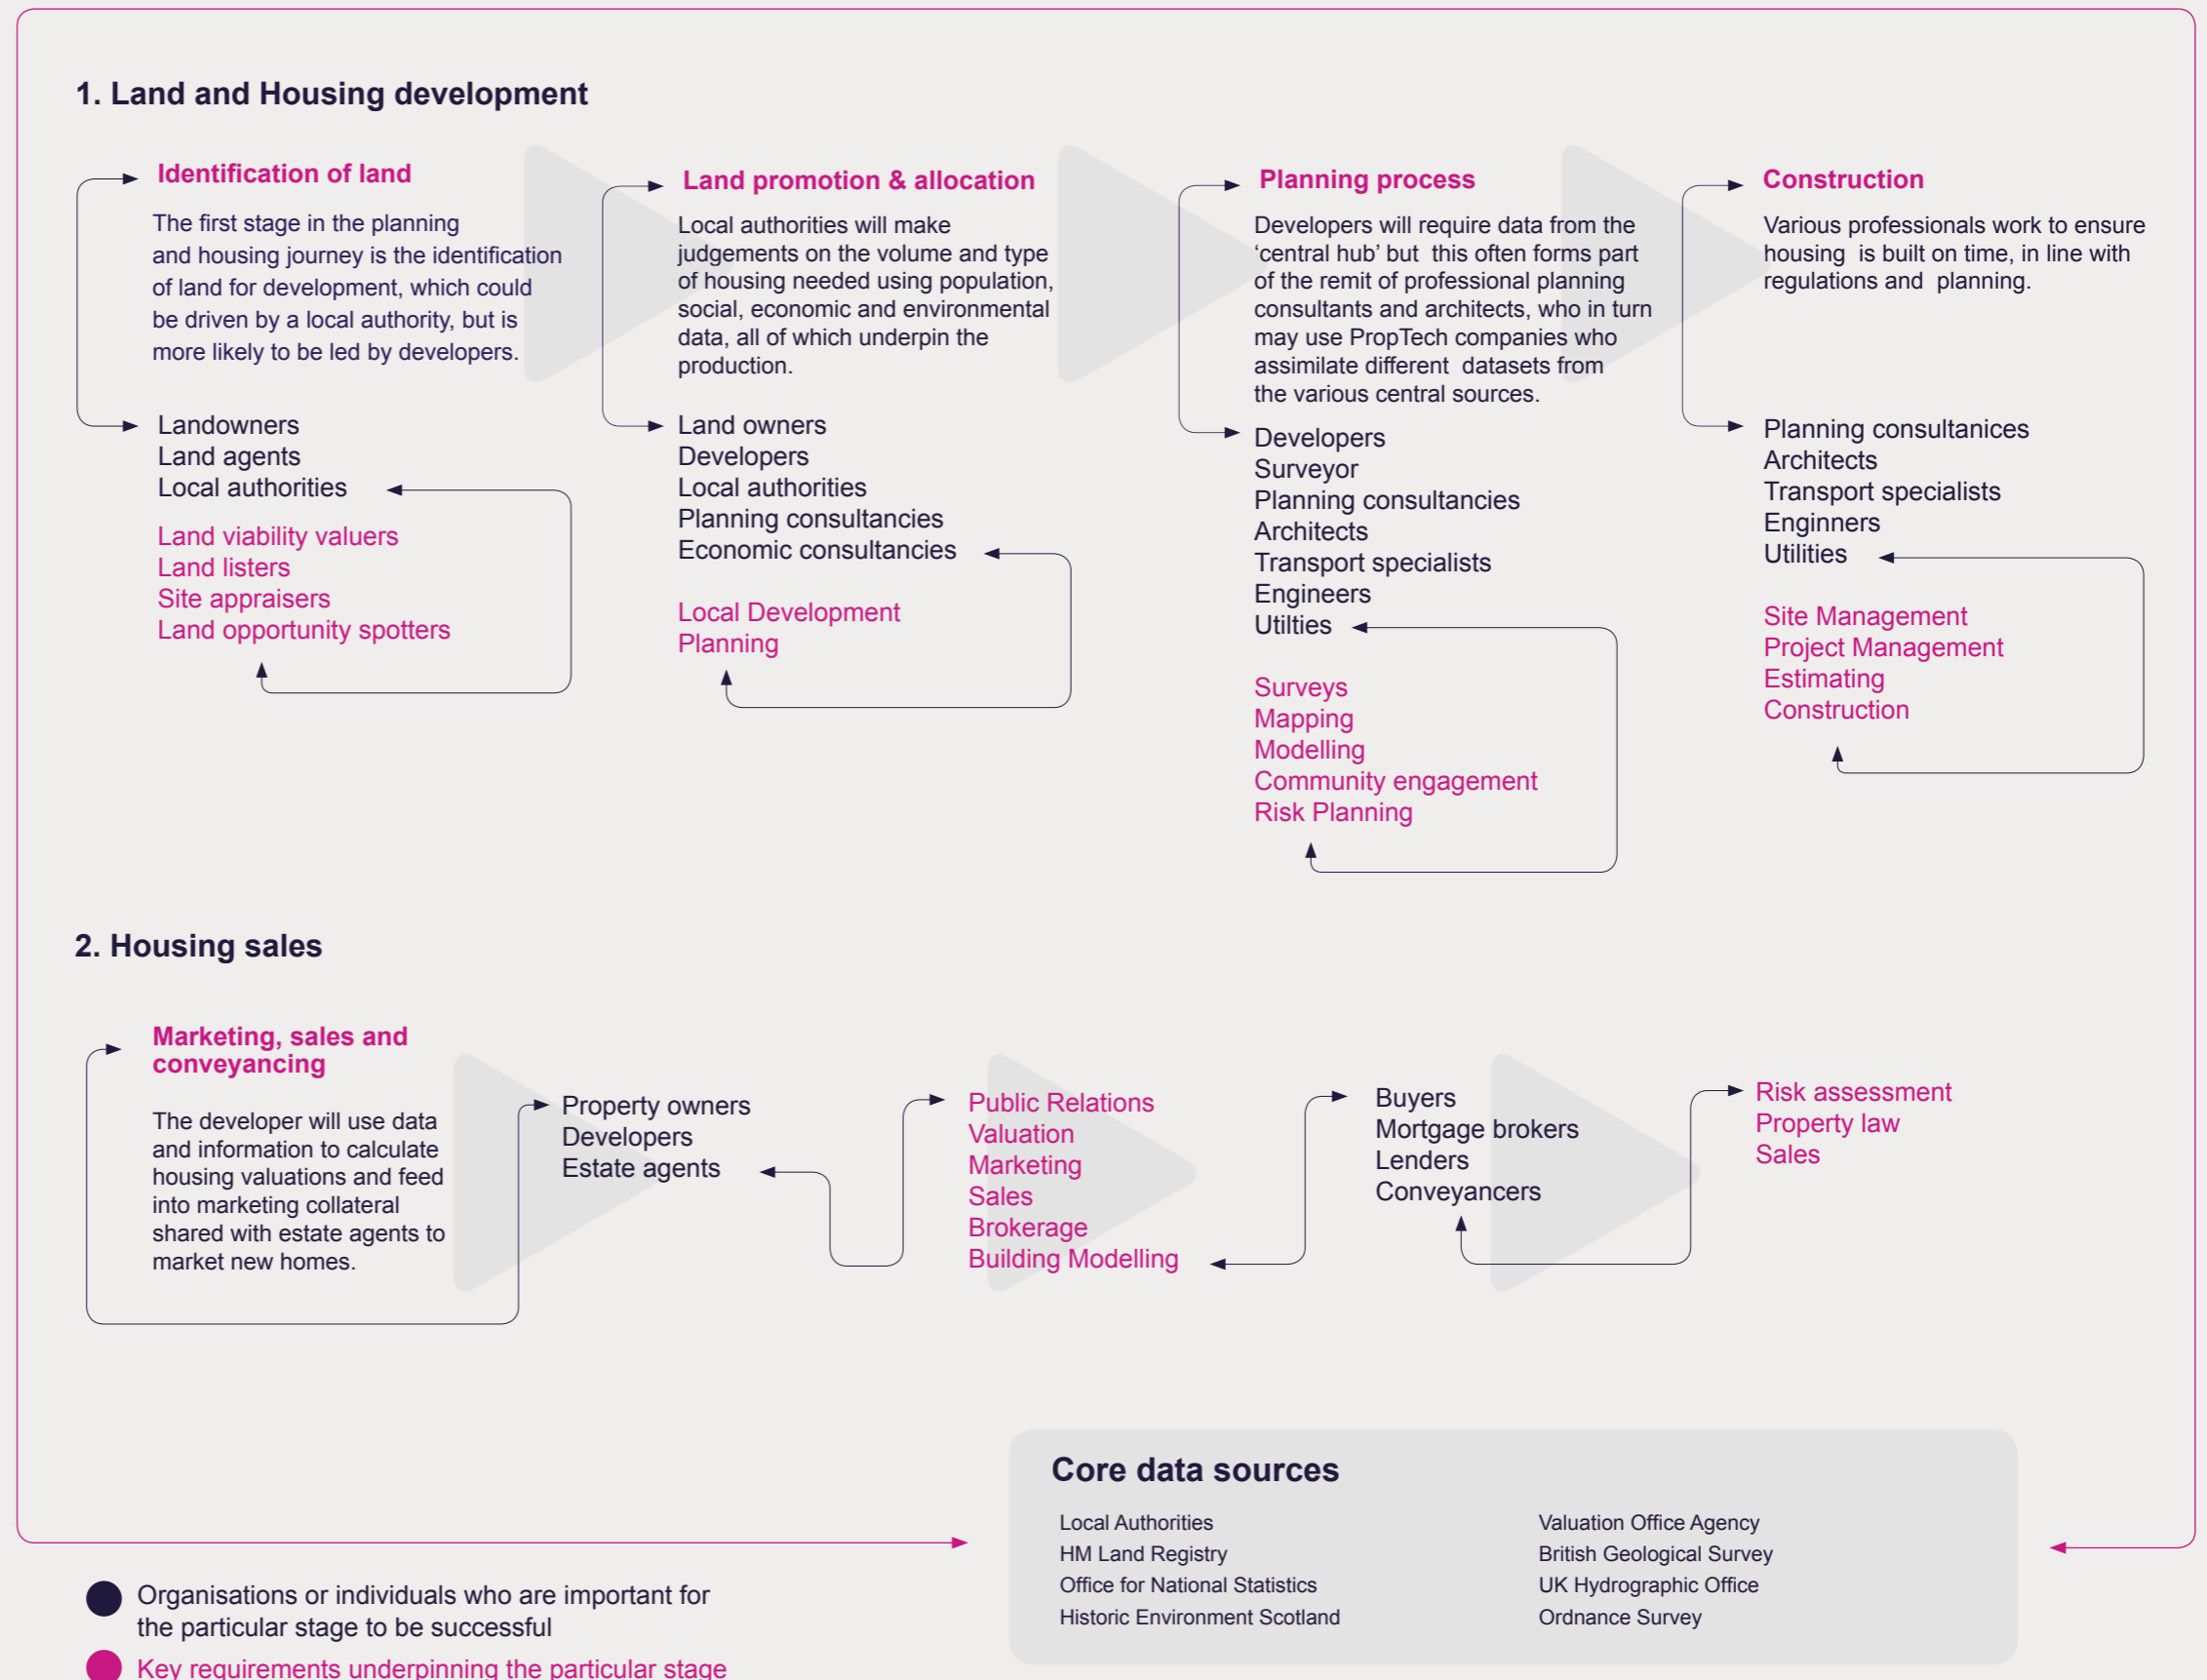 1. Land and Housing development
Identification of land
The first stage in the planning
and housing journey is the identification
of land for development, which could
be driven by a local authority, but is
more likely to be led by developers.
Landowners
Land agents
Local authorities
Land viability valuers
Land listers
Site appraisers
Land opportunity spotters
Land promotion & allocation
Local authorities will make
judgements on the volume and type
of housing needed using population,
social, economic and environmental
data, all of which underpin the
production.
Land owners
Developers
Local authorities
Planning consultancies
Economic consultancies
Local Development
Planning
Planning process
Developers will require data from the
‘central hub’ but this often forms part
of the remit of professional planning
consultants and architects, who in turn
may use PropTech companies who
assimilate different datasets from
the various central sources.
Developers
Surveyor
Planning consultancies
Architects
Transport specialists
Engineers
Utilties
Surveys
Mapping
Modelling
Community engagement
Risk Planning
Construction
Various professionals work to ensure
housing is built on time, in line with
regulations and planning.
Planning consultanices
Architects
Transport specialists
Enginners
Utilities
Site Management
Project Management
Estimating
Construction
2. Housing sales
Marketing, sales and
conveyancing
The developer will use data
and information to calculate
housing valuations and feed
into marketing collateral
shared with estate agents to
market new homes.
Property owners
Developers
Estate agents
Public Relations
Valuation
Marketing
Sales
Brokerage
Building Modelling
Buyers
Mortgage brokers
Lenders
Conveyancers
Risk assessment
Property law
Sales
Core data sources
Local Authorities
HM Land Registry
Office for National Statistics
Historic Environment Scotland
Valuation Office Agency
British Geological Survey
UK Hydrographic Office
Ordnance Survey
Organisations or individuals who are important for
the particular stage to be successful
Key requirements underpinning the particular stage